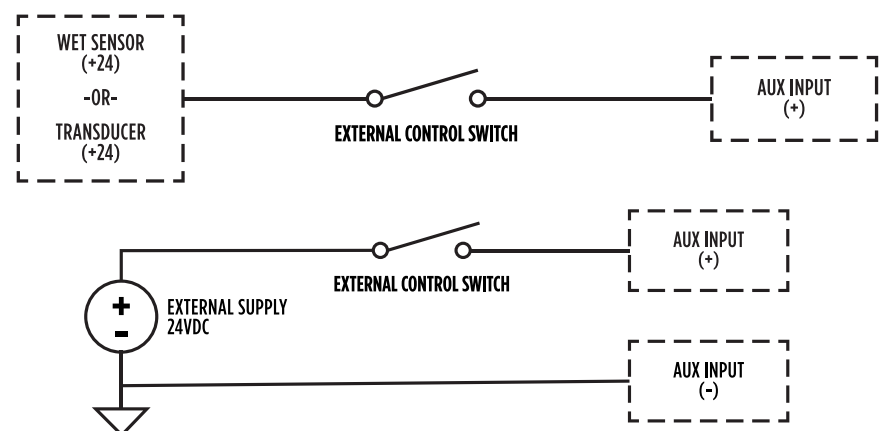 WET SENSOR
(+24)
-OR-
TRANSDUCER
(+24)
EXTERNAL CONTROL SWITCH
AUX INPUT
(+)
EXTERNAL CONTROL SWITCH
AUX INPUT
(+)
+
-
EXTERNAL SUPPLY
24VDC
AUX INPUT
(-)